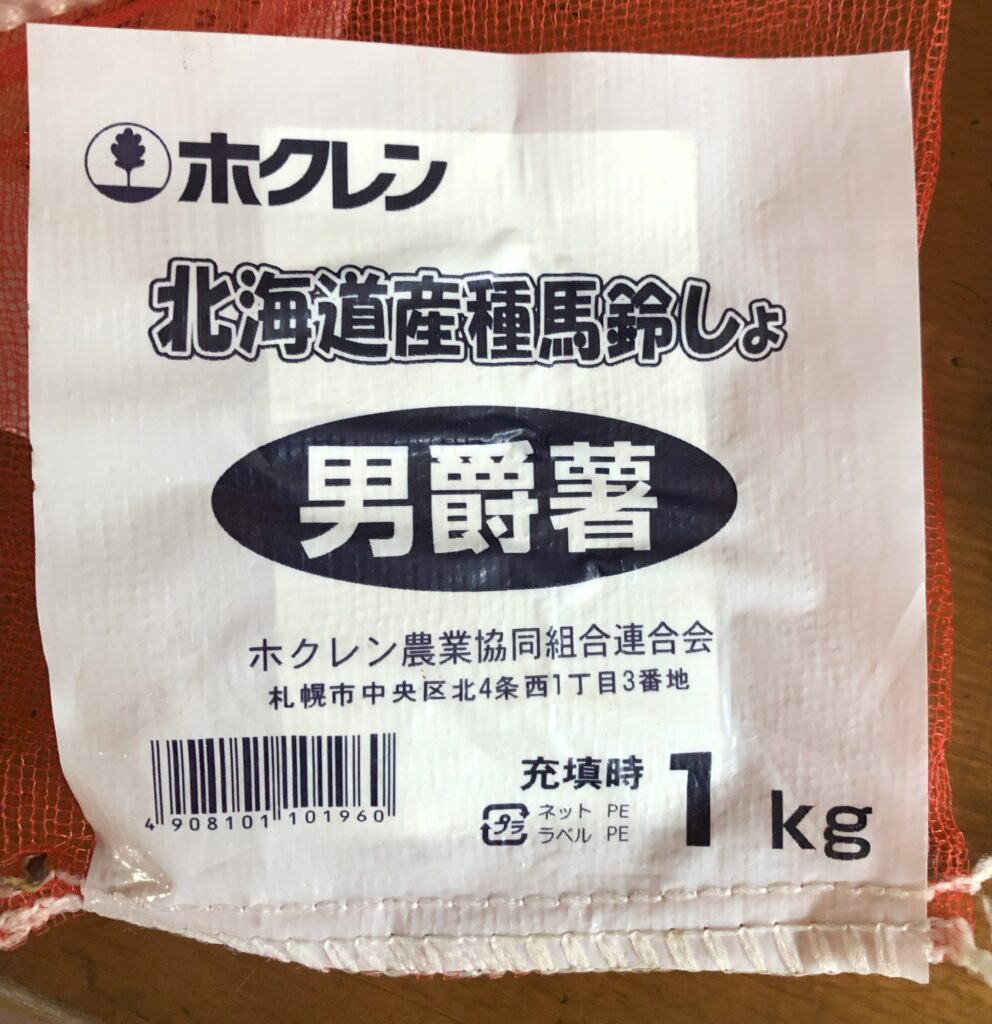 ホクレン
北海道産種馬鈴しょ
男爵薯
ホクレン農業協同組合連合会
札幌市中央区北4条西1丁目3番地
4 908101 101960
充填時 1 kg
プラ ネット PE
ラベル PE